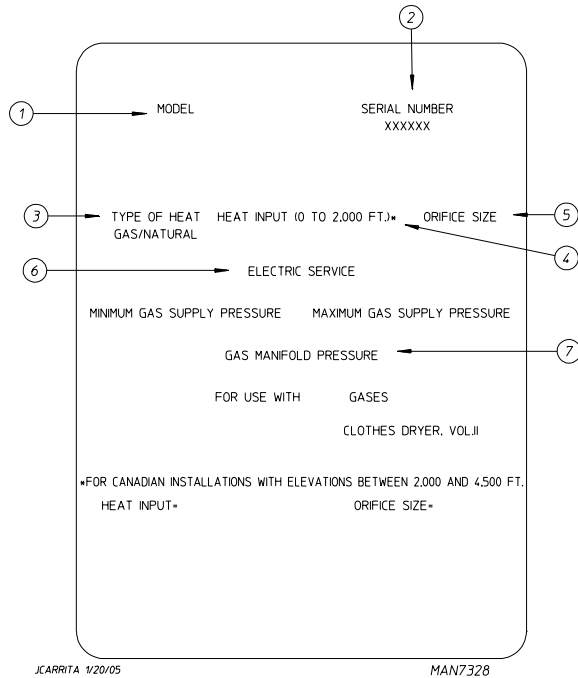 2
1
MODEL
SERIAL NUMBER
XXXXXX
3
TYPE OF HEAT
GAS/NATURAL
HEAT INPUT (0 TO 2,000 FT.)*
ORIFICE SIZE
5
4
6
ELECTRIC SERVICE
MINIMUM GAS SUPPLY PRESSURE
MAXIMUM GAS SUPPLY PRESSURE
GAS MANIFOLD PRESSURE
7
FOR USE WITH GASES
CLOTHES DRYER, VOL.II
*FOR CANADIAN INSTALLATIONS WITH ELEVATIONS BETWEEN 2,000 AND 4,500 FT.
HEAT INPUT=
ORIFICE SIZE=
JCARRITA 1/20/05
MAN7328